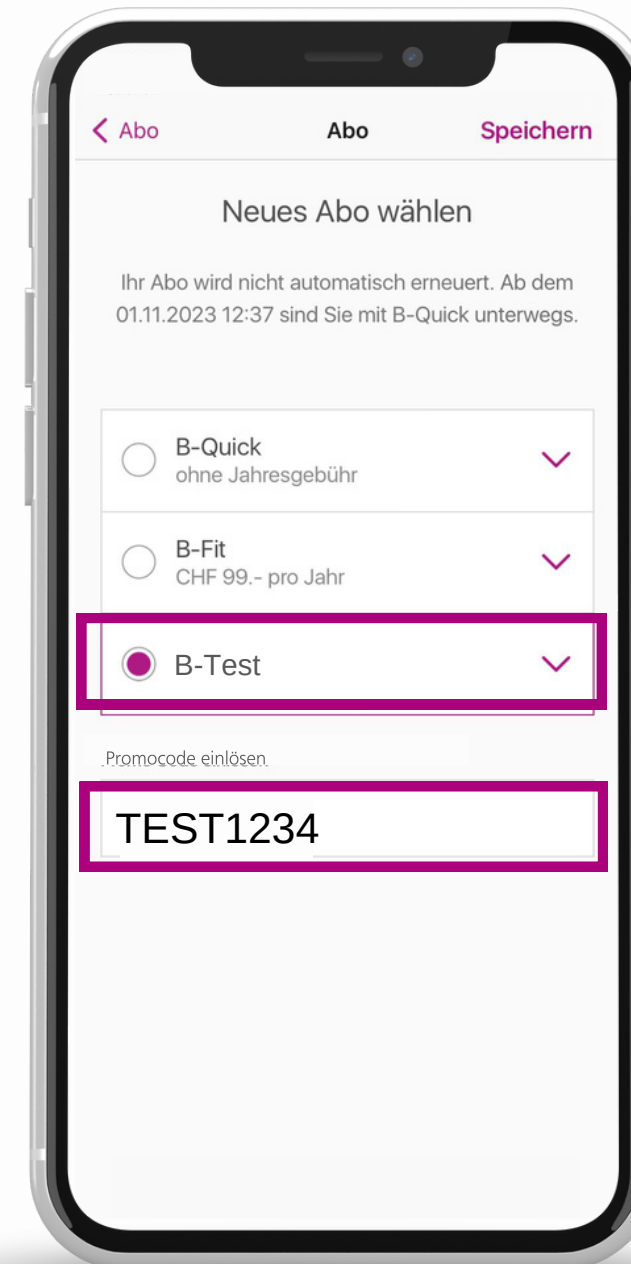 Abo
Abo
Speichern
Neues Abo wählen
Ihr Abo wird nicht automatisch erneuert. Ab dem
01.11.2023 12:37 sind Sie mit B-Quick unterwegs.
B-Quick
ohne Jahresgebühr
B-Fit
CHF 99.- pro Jahr
B-Test
Promocode einlösen
TEST1234